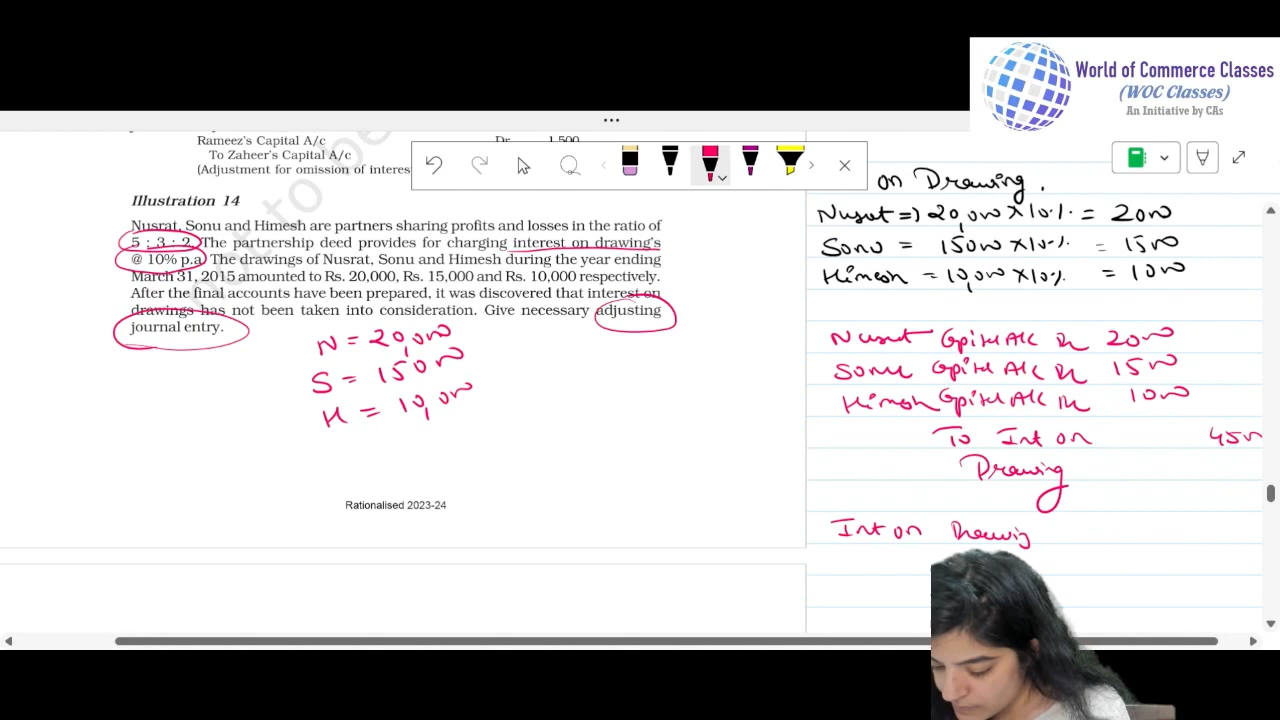 World of Commerce Classes
(WOC Classes)
An Initiative by CAs
Rameez's Capital A/c Dr. 1,500
To Zaheer's Capital A/c
(Adjustment for omission of interes
Illustration 14
Nusrat, Sonu and Himesh are partners sharing profits and losses in the ratio of
5 : 3 : 2. The partnership deed provides for charging interest on drawing's
@ 10% p.a. The drawings of Nusrat, Sonu and Himesh during the year ending
March 31, 2015 amounted to Rs. 20,000, Rs. 15,000 and Rs. 10,000 respectively.
After the final accounts have been prepared, it was discovered that interest on
drawings has not been taken into consideration. Give necessary adjusting
journal entry.
N = 20,000
S = 15000
H = 10,000
Rationalised 2023-24
not to be
on Drawing.
Nusrat => 20,000 x 10% = 2000
Sonu = 15000 x 10% = 1500
Himesh = 10,000 x 10% = 1000
Nusrat Capital A/c Dr 2000
Sonu Capital A/c Dr 1500
Himesh Capital A/c Dr 1000
To Int on 450
Drawing
Int on Drawing